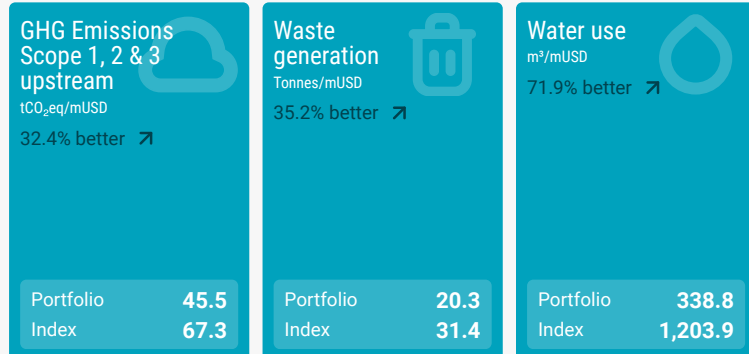 GHG Emissions
Scope 1, 2 & 3
upstream
tCO₂eq/mUSD
32.4% better
Portfolio 45.5
Index 67.3
Waste
generation
Tonnes/mUSD
35.2% better
Portfolio 20.3
Index 31.4
Water use
m³/mUSD
71.9% better
Portfolio 338.8
Index 1,203.9